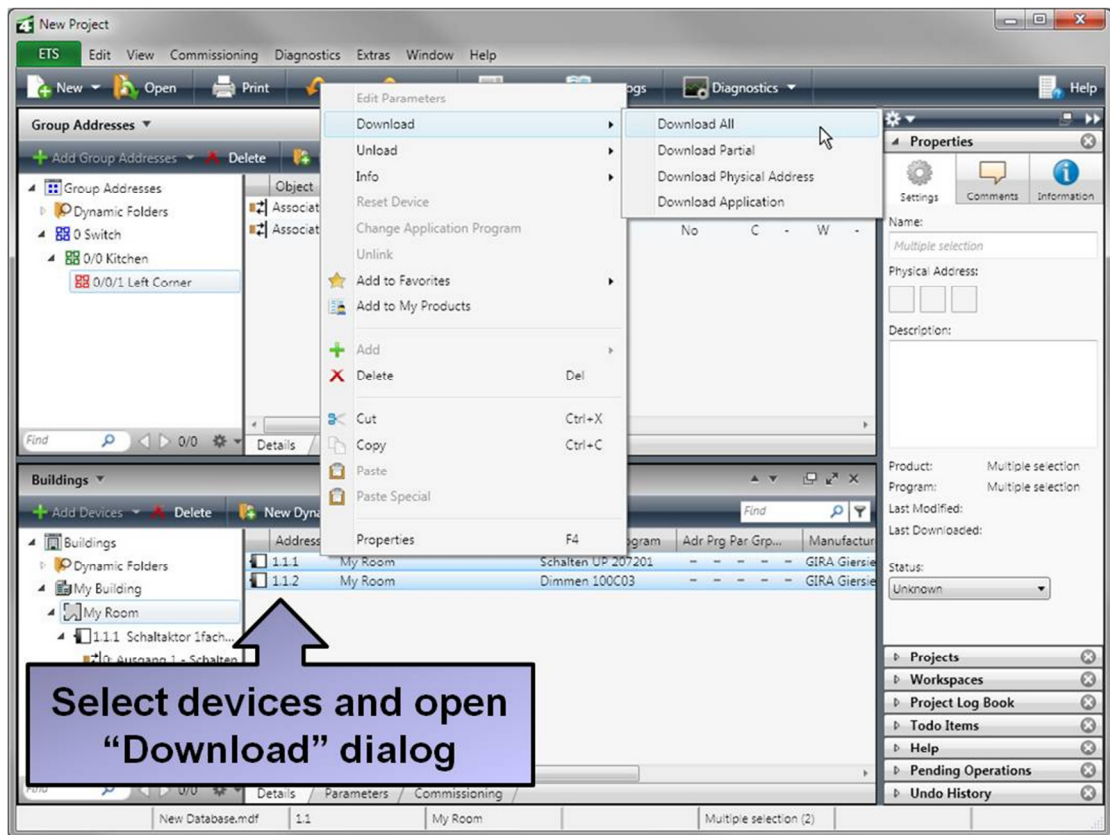 New Project
ETS Edit View Commissioning Diagnostics Extras Window Help
New Open Print ogs Diagnostics Help
Group Addresses
Add Group Addresses Delete
Group Addresses
Dynamic Folders
0 Switch
0/0 Kitchen
0/0/1 Left Corner
Find 0/0
Object
Associat
Associat
No C - W -
Details
Edit Parameters
Download
Unload
Info
Reset Device
Change Application Program
Unlink
Add to Favorites
Add to My Products
Add
Delete Del
Cut Ctrl+X
Copy Ctrl+C
Paste
Paste Special
Properties F4
Download All
Download Partial
Download Physical Address
Download Application
Properties
Settings Comments Information
Name:
Multiple selection
Physical Address:
Description:
Product: Multiple selection
Program: Multiple selection
Last Modified:
Last Downloaded:
Status:
Unknown
Projects
Workspaces
Project Log Book
Todo Items
Help
Pending Operations
Undo History
Buildings
Add Devices Delete New Dyna Find
Buildings
Dynamic Folders
My Building
My Room
1.1.1 Schaltaktor 1fach...
0: Ausgang 1 - Schalten
Address ogram Adr Prg Par Grp... Manufacture
1.1.1 My Room Schalten UP 207201 - - - - - GIRA Giersie
1.1.2 My Room Dimmen 100C03 - - - - - GIRA Giersie
Select devices and open
“Download” dialog
Find 0/0
Details Parameters Commissioning
New Database.mdf 1.1 My Room Multiple selection (2)